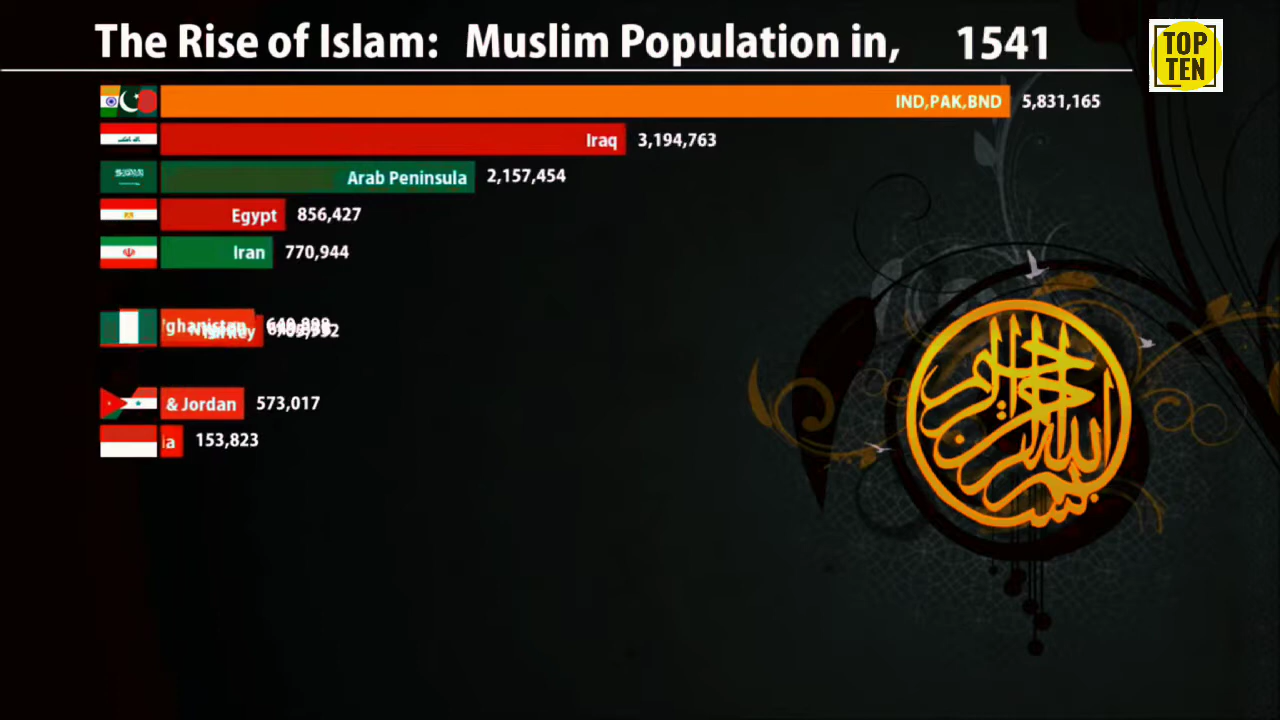 The Rise of Islam: Muslim Population in, 1541
TOP
TEN
IND,PAK,BND 5,831,165
Iraq 3,194,763
Arab Peninsula 2,157,454
Egypt 856,427
Iran 770,944
& Jordan 573,017
ia 153,823